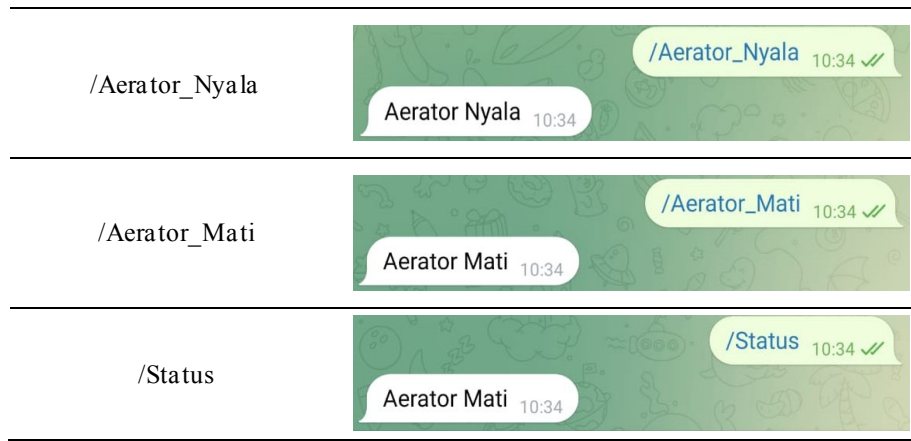 /Aerator_Nyala
/Aerator_Nyala 10:34
Aerator Nyala 10:34
/Aerator_Mati
/Aerator_Mati 10:34
Aerator Mati 10:34
/Status
/Status 10:34
Aerator Mati 10:34